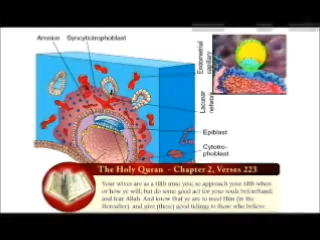 Amnion Syncytiotrophoblast
Endometrial
capillary
Lacunar
network
Epiblast
Cytotro-
phoblast
The Holy Quran - Chapter 2, Verses 223
Your wives are as a tilth unto you; so approach your tilth when
or how ye will; but do some good act for your souls beforehand;
and fear Allah. And know that ye are to meet Him (in the
Hereafter), and give (these) good tidings to those who believe.